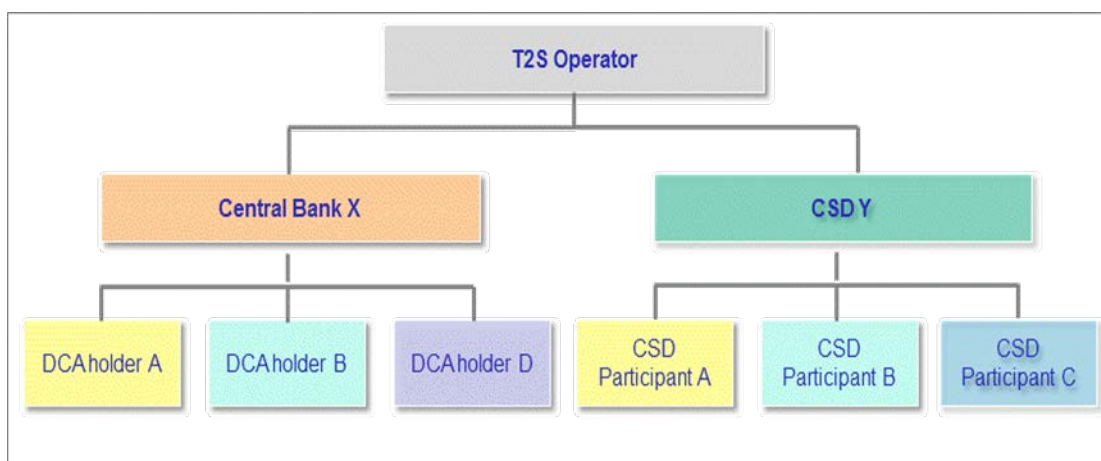 T2S Operator
Central Bank X
CSD Y
DCA holder A
DCA holder B
DCA holder D
CSD
Participant A
CSD
Participant B
CSD
Participant C